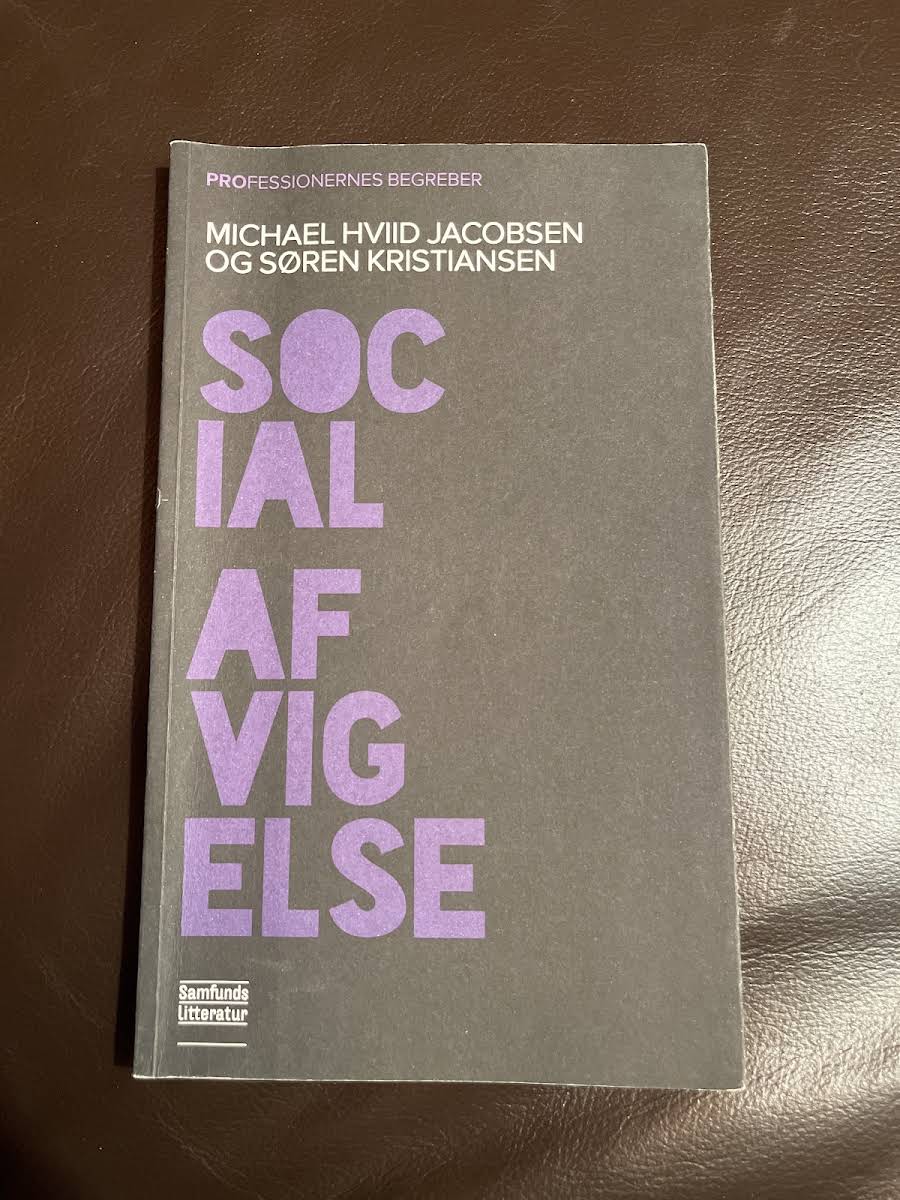 PROFESSIONERNES BEGREBER
MICHAEL HVIID JACOBSEN
OG SØREN KRISTIANSEN
SOC
IAL
AF
VIG
ELSE
Samfunds
litteratur